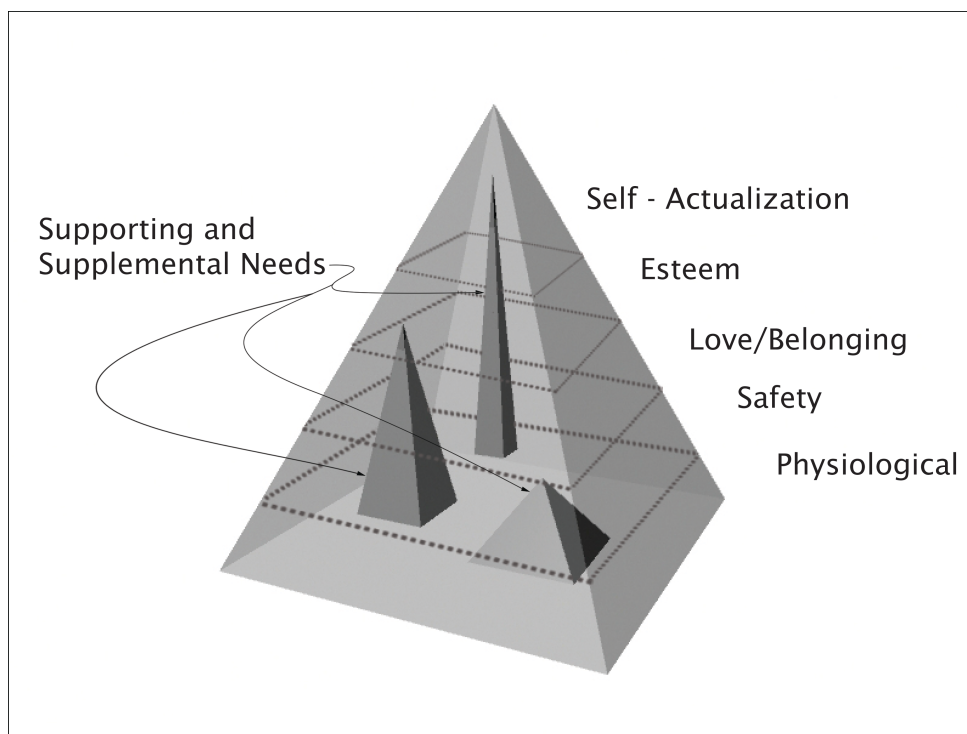 Self - Actualization
Supporting and
Supplemental Needs
Esteem
Love/Belonging
Safety
Physiological